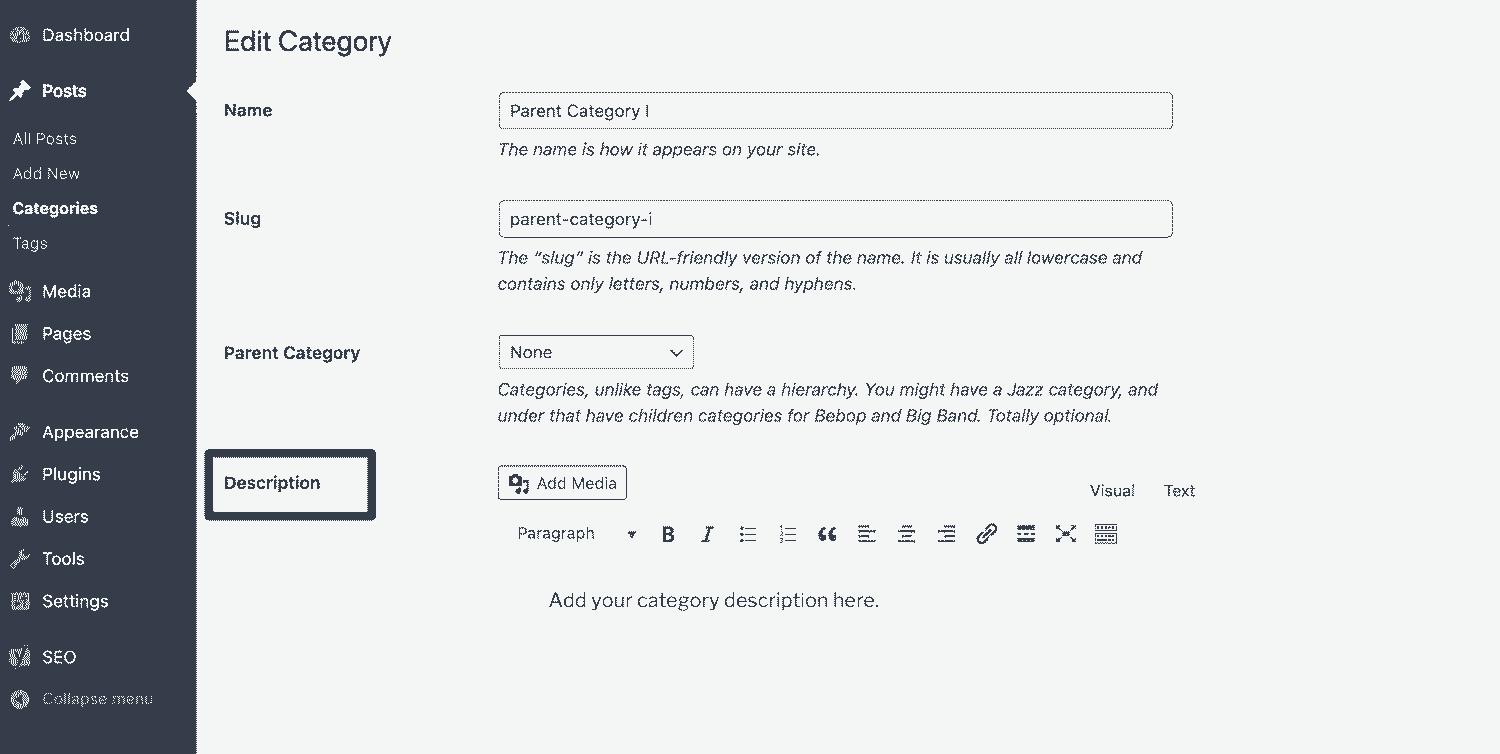 Dashboard
Posts
All Posts
Add New
Categories
Tags
Media
Pages
Comments
Appearance
Plugins
Users
Tools
Settings
SEO
Collapse menu
Edit Category
Name
Parent Category I
The name is how it appears on your site.
Slug
parent-category-i
The “slug” is the URL-friendly version of the name. It is usually all lowercase and
contains only letters, numbers, and hyphens.
Parent Category
None
Categories, unlike tags, can have a hierarchy. You might have a Jazz category, and
under that have children categories for Bebop and Big Band. Totally optional.
Description
Add Media
Visual Text
Paragraph B I
Add your category description here.